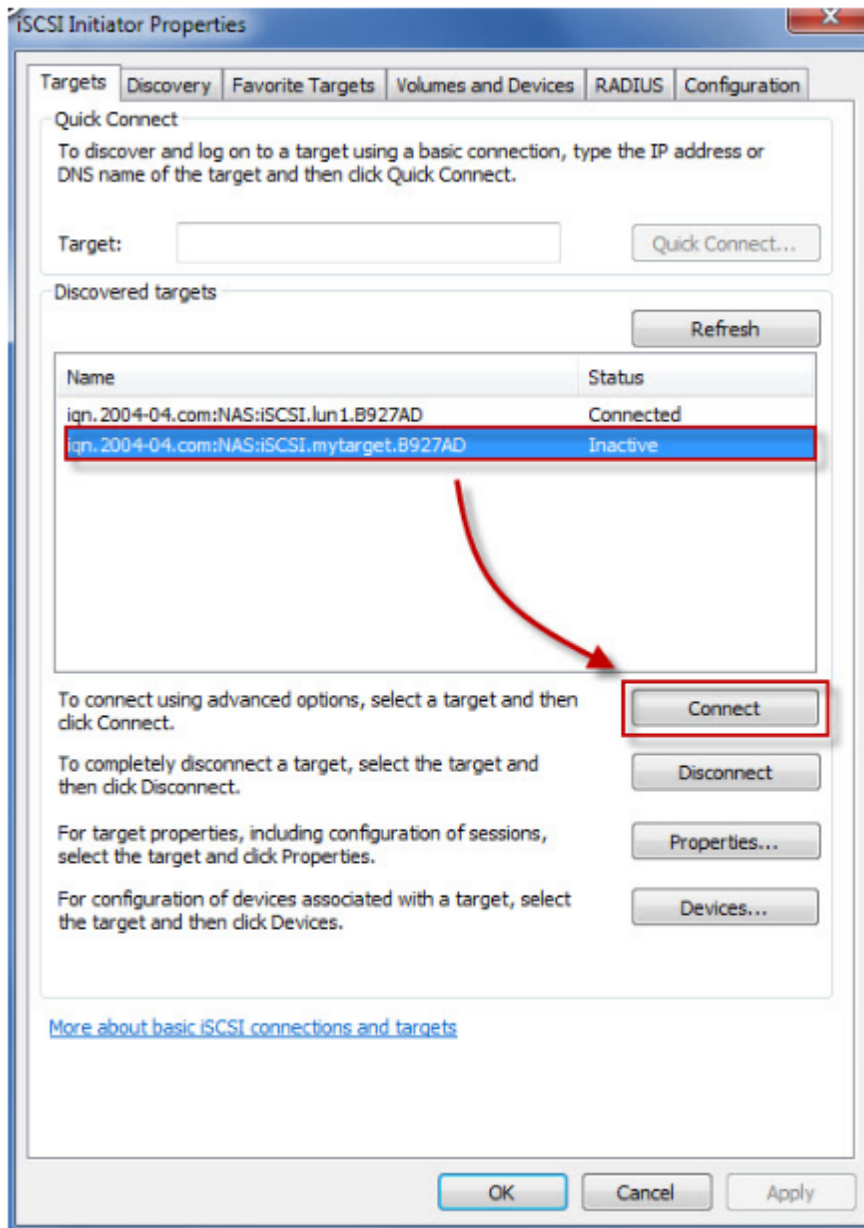 iSCSI Initiator Properties
Targets Discovery Favorite Targets Volumes and Devices RADIUS Configuration
Quick Connect
To discover and log on to a target using a basic connection, type the IP address or
DNS name of the target and then click Quick Connect.
Target:
Quick Connect...
Discovered targets
Refresh
Name Status
iqn.2004-04.com:NAS:iSCSI.lun1.B927AD Connected
iqn.2004-04.com:NAS:iSCSI.mytarget.B927AD Inactive
To connect using advanced options, select a target and then
click Connect.
Connect
To completely disconnect a target, select the target and
then click Disconnect.
Disconnect
For target properties, including configuration of sessions,
select the target and click Properties.
Properties...
For configuration of devices associated with a target, select
the target and then click Devices.
Devices...
More about basic iSCSI connections and targets
OK Cancel Apply